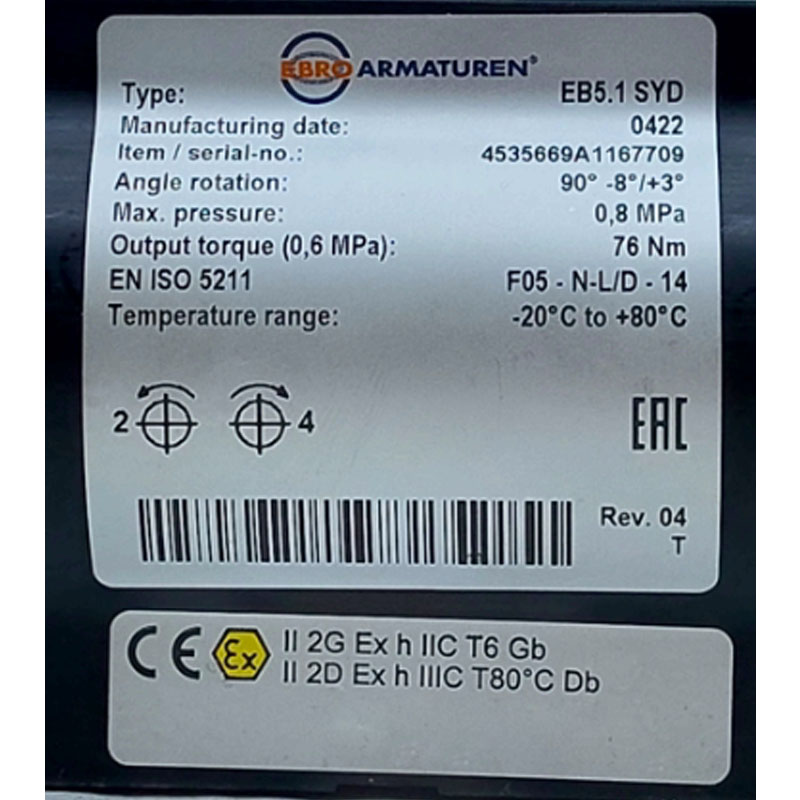 EBRO ARMATUREN®
Type: EB5.1 SYD
Manufacturing date: 0422
Item / serial-no.: 4535669A1167709
Angle rotation: 90° -8°/+3°
Max. pressure: 0,8 MPa
Output torque (0,6 MPa): 76 Nm
EN ISO 5211 F05 - N-L/D - 14
Temperature range: -20°C to +80°C
2 4 EAC
Rev. 04
T
CE Ex II 2G Ex h IIC T6 Gb
II 2D Ex h IIIC T80°C Db